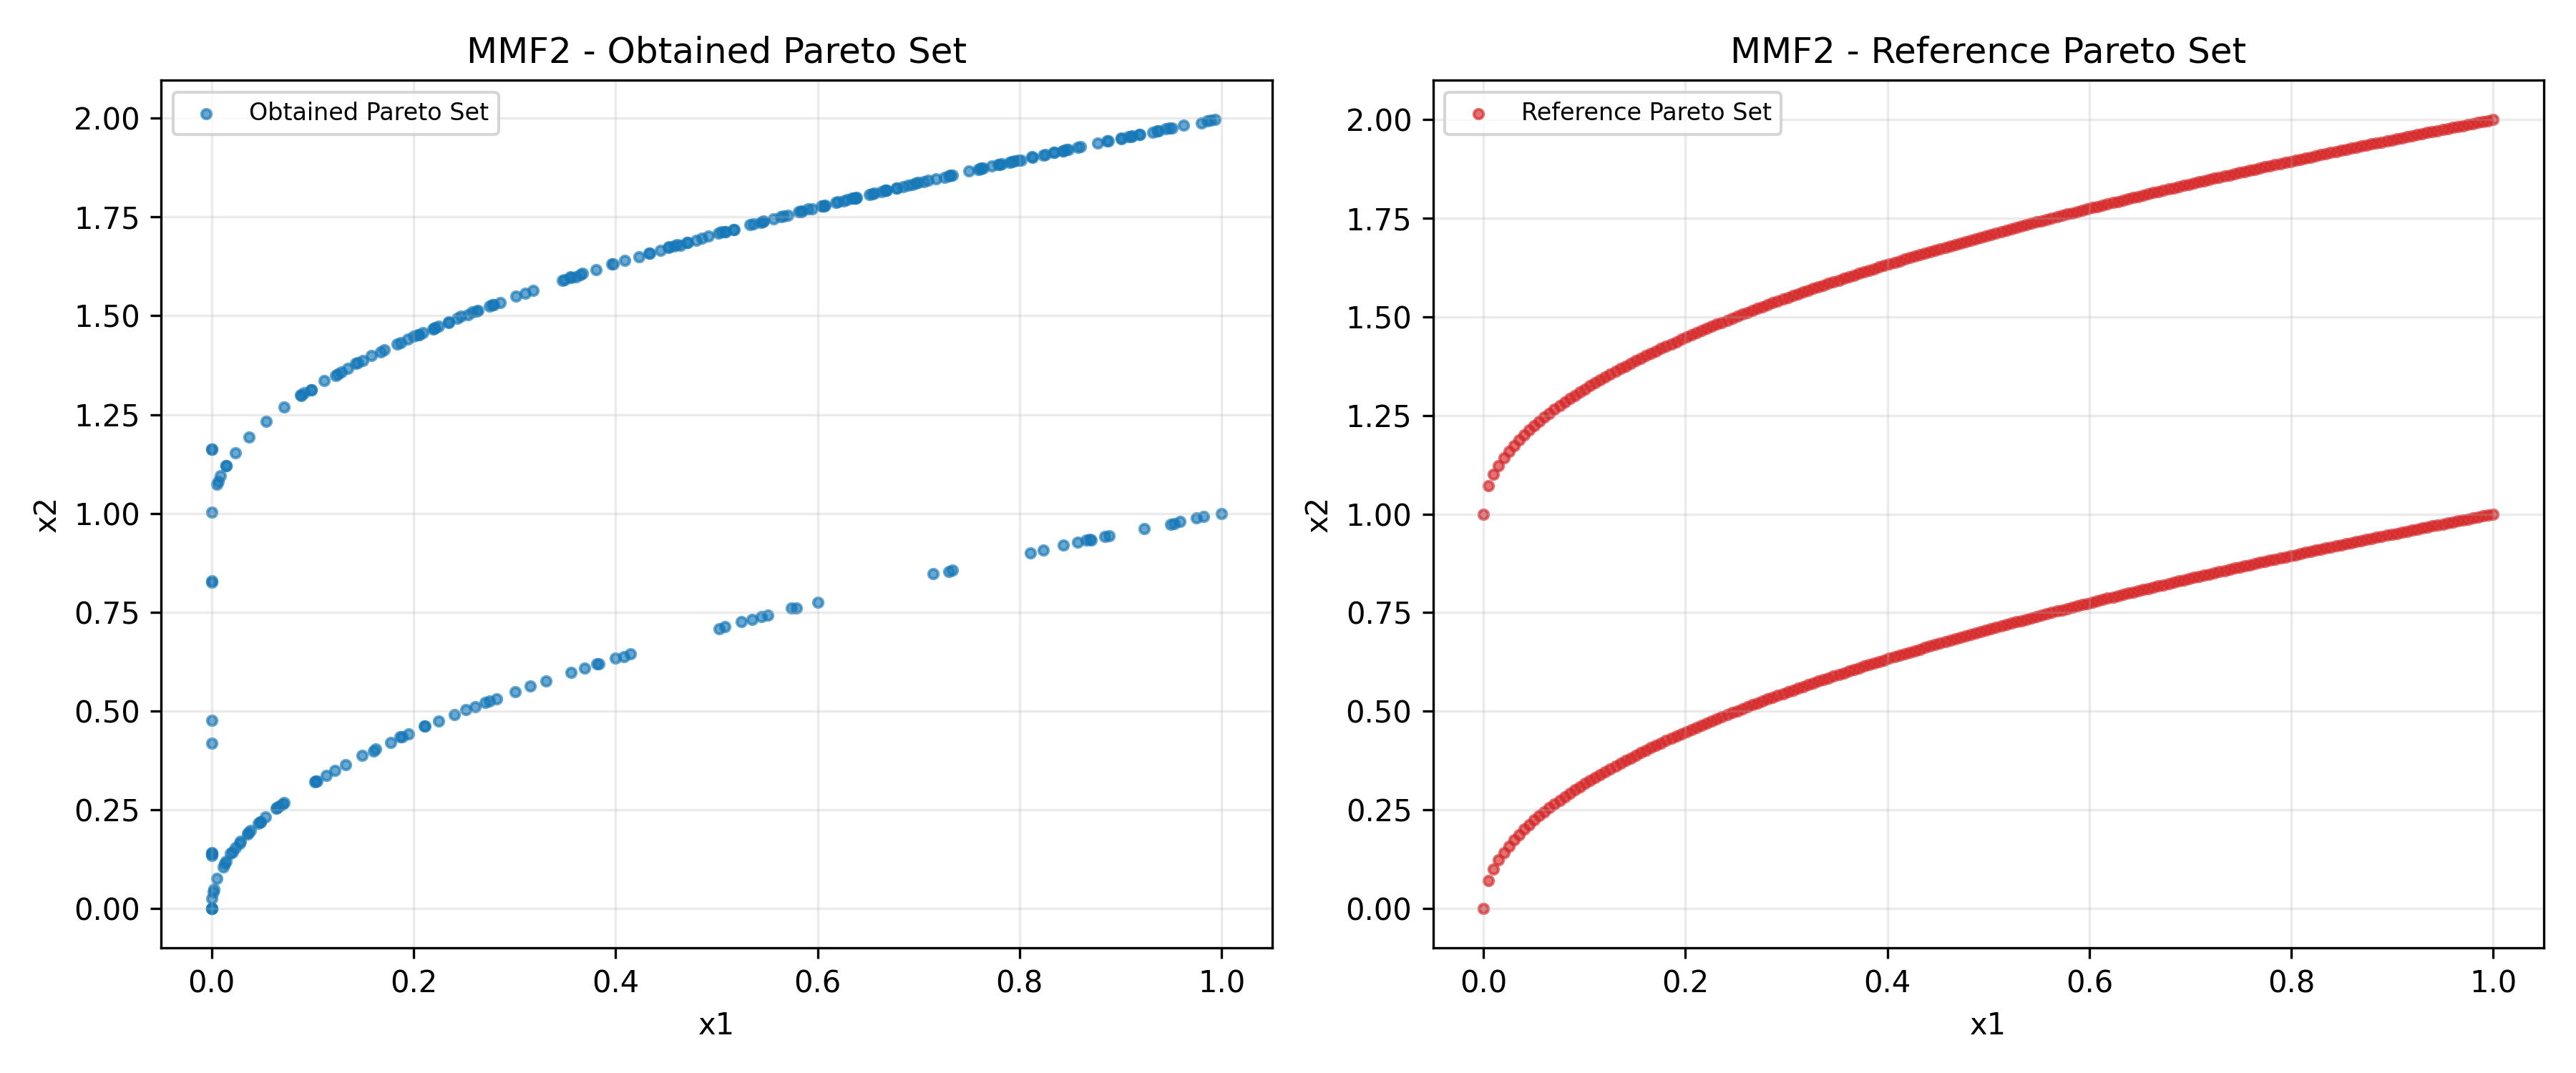 MMF2 - Obtained Pareto Set
Obtained Pareto Set
2.00
1.75
1.50
1.25
1.00
0.75
0.50
0.25
0.00
x2
0.0 0.2 0.4 0.6 0.8 1.0
x1
MMF2 - Reference Pareto Set
Reference Pareto Set
2.00
1.75
1.50
1.25
1.00
0.75
0.50
0.25
0.00
x2
0.0 0.2 0.4 0.6 0.8 1.0
x1